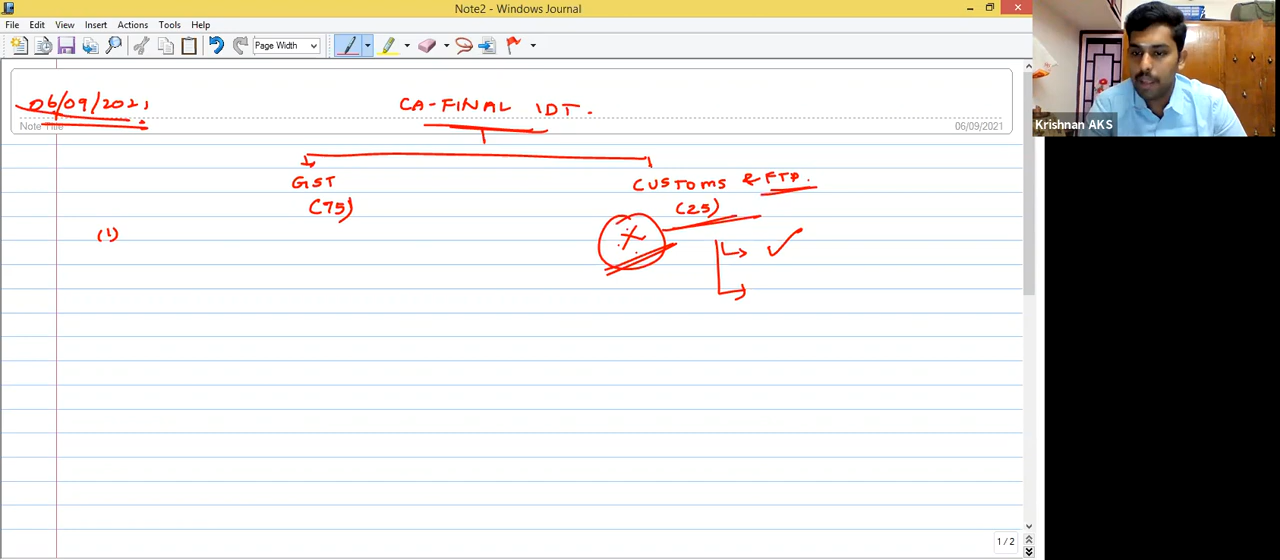 Note2 - Windows Journal
File Edit View Insert Actions Tools Help
Page Width
06/09/2021
CA-FINAL IDT.
Note Title
06/09/2021
GST
CUSTOMS & FTP.
(75)
(25)
(1)
1 / 2
Krishnan AKS